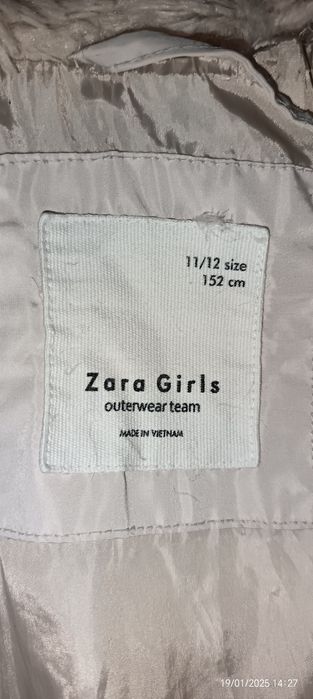 11/12 size
152 cm
Zara Girls
outerwear team
MADE IN VIETNAM
19/01/2025 14:27